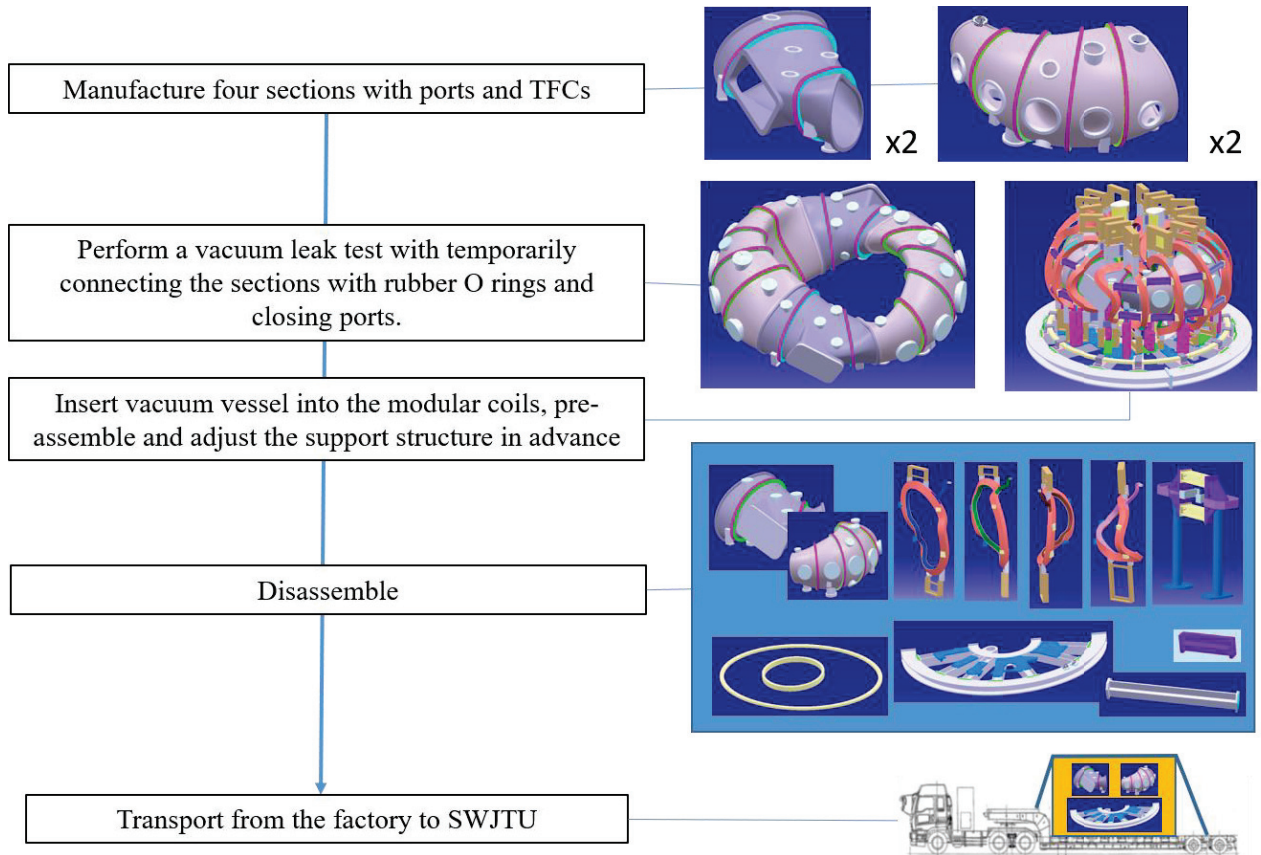 Manufacture four sections with ports and TFCs
x2
x2
Perform a vacuum leak test with temporarily
connecting the sections with rubber O rings and
closing ports.
Insert vacuum vessel into the modular coils, pre-
assemble and adjust the support structure in advance
Disassemble
Transport from the factory to SWJTU